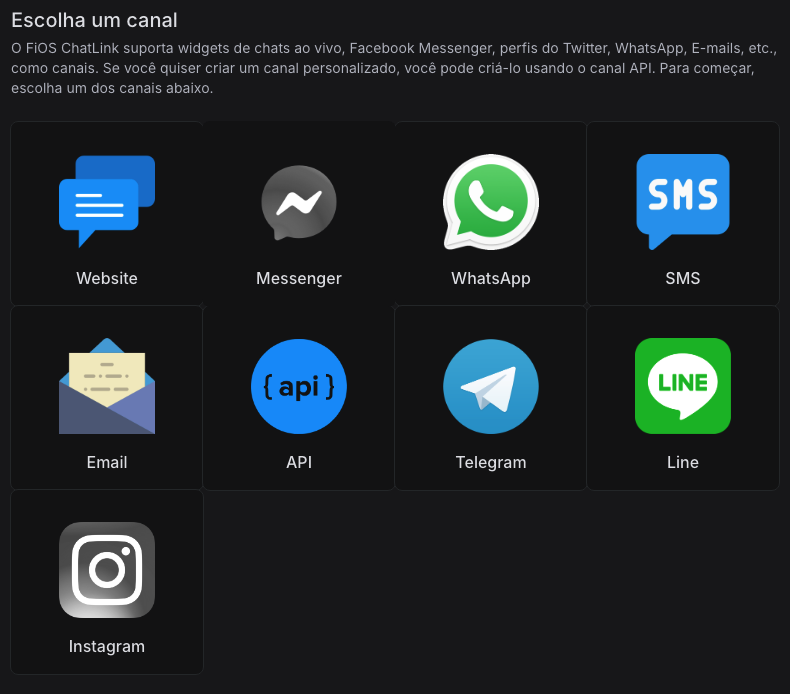 Escolha um canal
O FiOS ChatLink suporta widgets de chats ao vivo, Facebook Messenger, perfis do Twitter, WhatsApp, E-mails, etc.,
como canais. Se você quiser criar um canal personalizado, você pode criá-lo usando o canal API. Para começar,
escolha um dos canais abaixo.
SMS
Website
Messenger
WhatsApp
SMS
{ api }
LINE
Email
API
Telegram
Line
Instagram